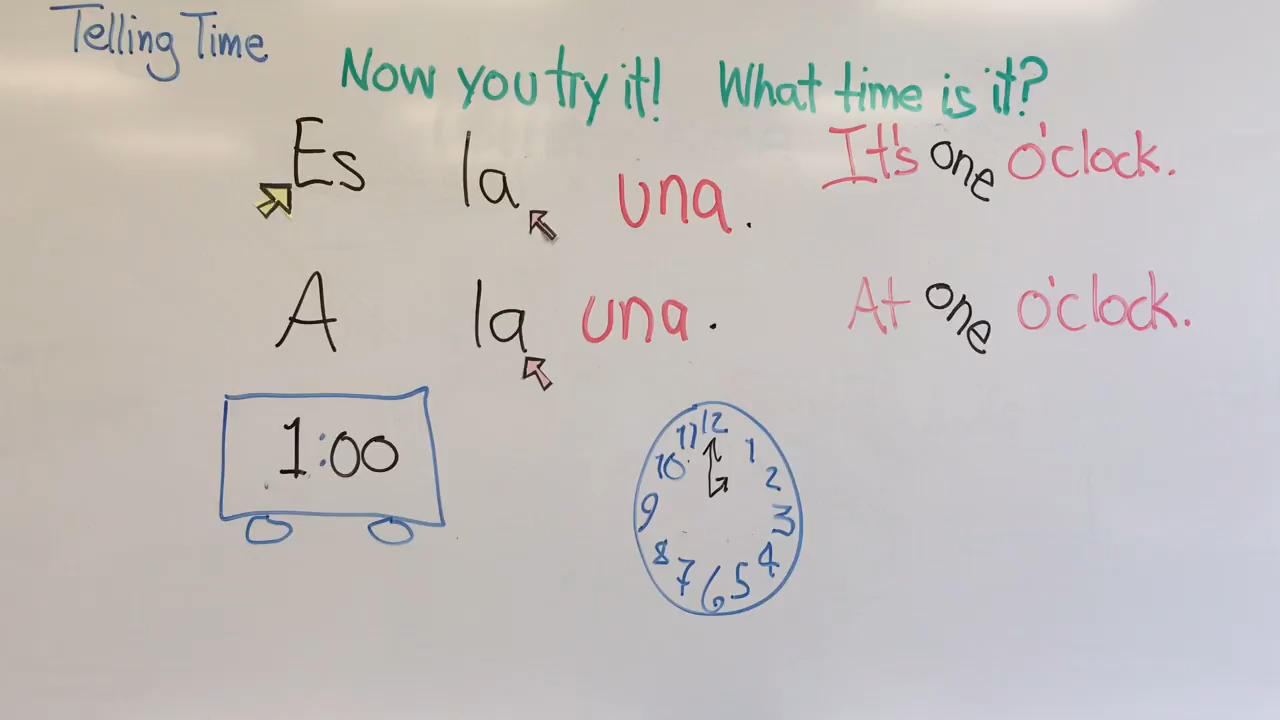 Telling Time
Now you try it! What time is it?
Es la una. It's one o'clock.
A la una. At one o'clock.
1:00
12
11 1
10 2
9 3
8 4
7 6 5